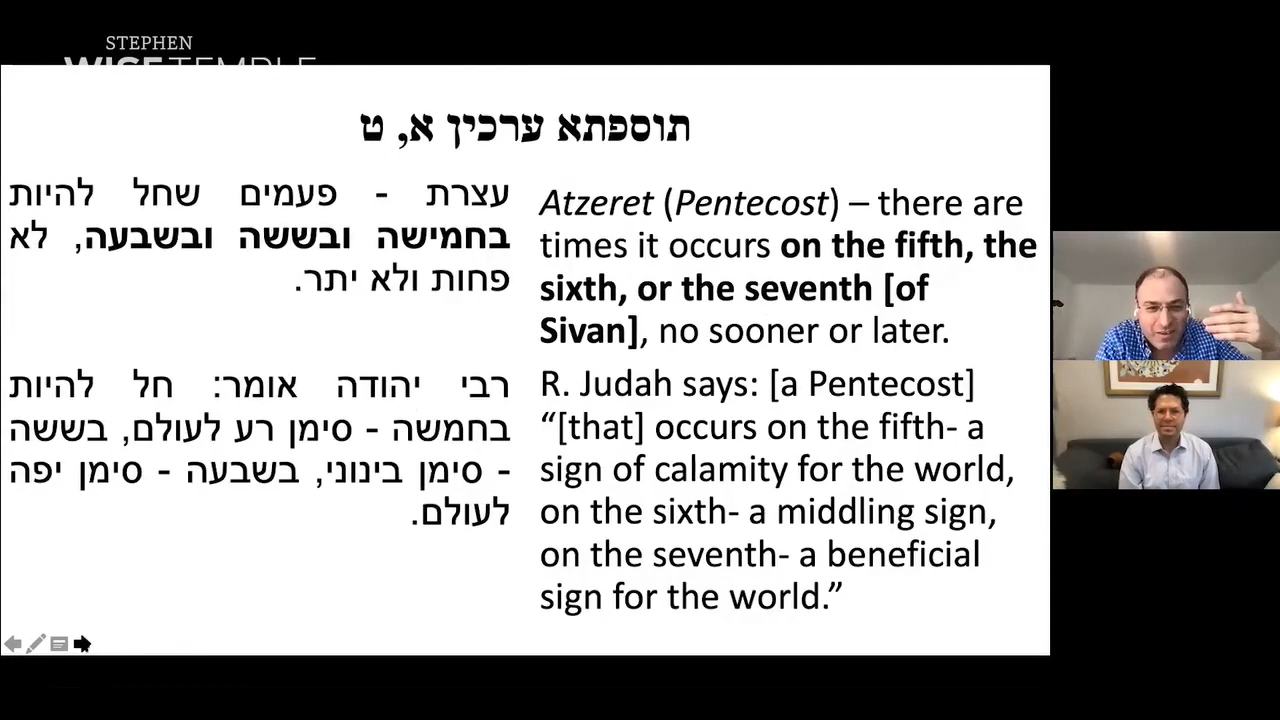 STEPHEN
WISE TEMPLE
תוספתא ערכין א, ט
עצרת - פעמים שחל להיות
בחמישה ובששה ובשבעה, לא
פחות ולא יתר.
רבי יהודה אומר: חל להיות
בחמשה - סימן רע לעולם, בששה
- סימן בינוני, בשבעה - סימן יפה
לעולם.
Atzeret (Pentecost) – there are
times it occurs on the fifth, the
sixth, or the seventh [of
Sivan], no sooner or later.
R. Judah says: [a Pentecost]
“[that] occurs on the fifth- a
sign of calamity for the world,
on the sixth- a middling sign,
on the seventh- a beneficial
sign for the world.”